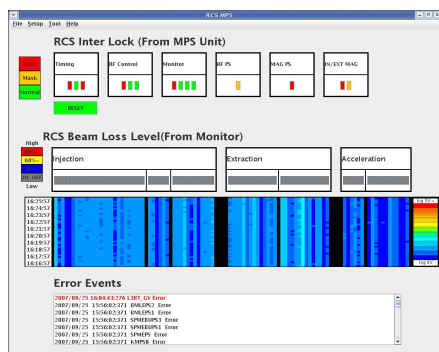 RCS MPS
File Setup Tool Help
RCS Inter Lock (From MPS Unit)
Timing RF Control Monitor RF PS MAG PS IN/EXT MAG
Mask
Normal
RESET
RCS Beam Loss Level(From Monitor)
High
60%~
HV OFF
Low
Injection Extraction Acceleration
16:25:57
16:24:57
16:23:57
16:22:57
16:21:57
16:20:57
16:19:57
16:18:57
16:17:57
16:16:57
Error Events
2007/09/25 16:04:43:276 L3BT_GV Error
2007/09/25 15:56:02:371 BMLEPS2 Error
2007/09/25 15:56:02:371 BMLEPS1 Error
2007/09/25 15:56:02:371 SPMEBUPS3 Error
2007/09/25 15:56:02:371 SPMEBUPS1 Error
2007/09/25 15:56:02:371 SPMEPS Error
2007/09/25 15:56:02:371 KMPS8 Error